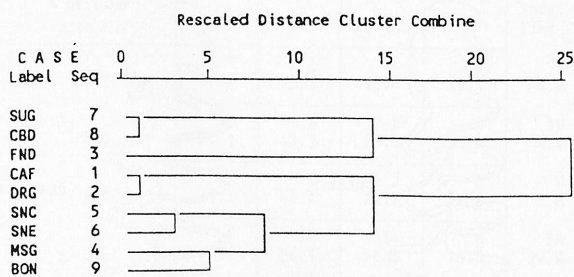 Rescaled Distance Cluster Combine
C A S E 0 5 10 15 20 25
Label Seq
SUG 7
CBD 8
FND 3
CAF 1
DRG 2
SNC 5
SNE 6
MSG 4
BON 9